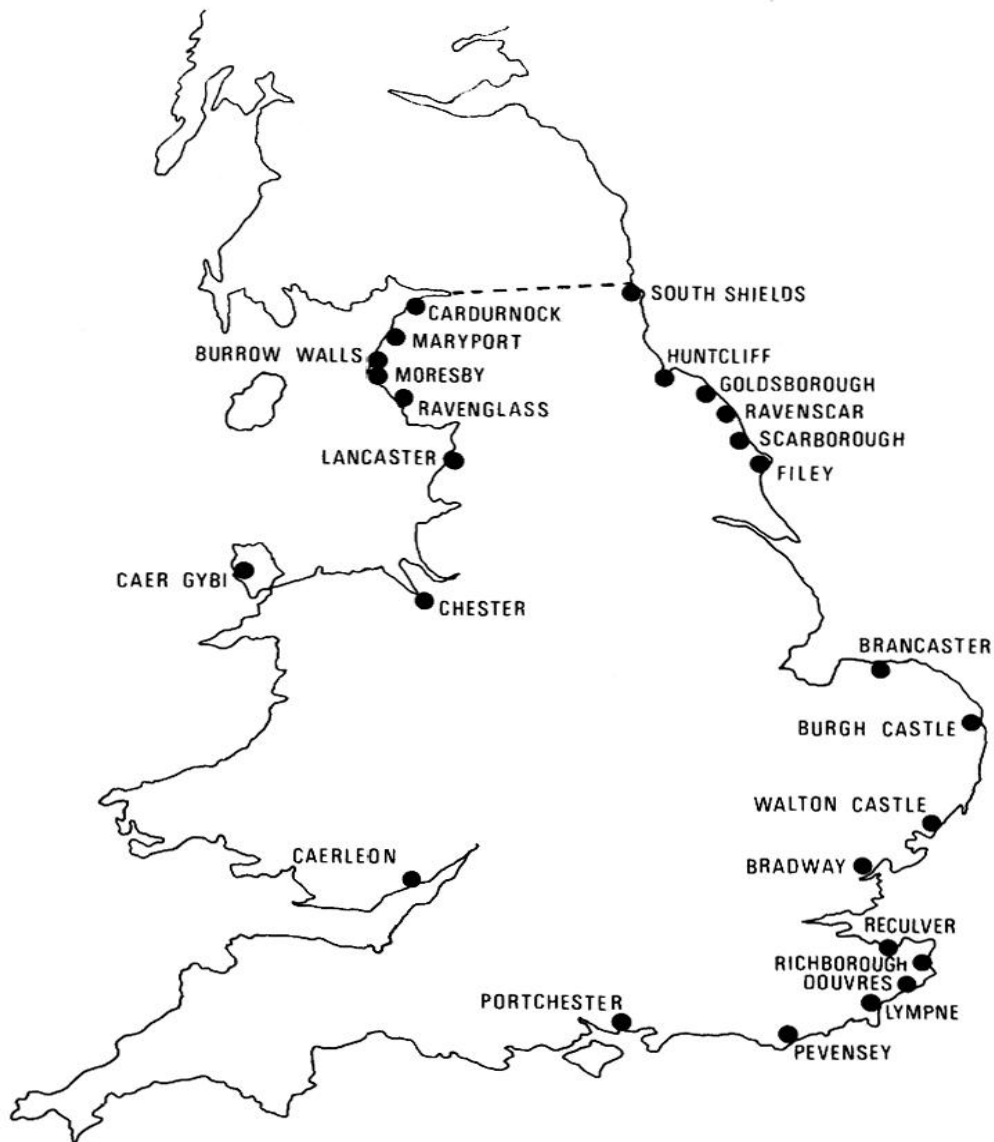 SOUTH SHIELDS
CARDURNOCK
MARYPORT
BURROW WALLS
HUNTCLIFF
MORESBY
GOLDSBOROUGH
RAVENGLASS
RAVENSCAR
SCARBOROUGH
LANCASTER
FILEY
CAER GYBI
CHESTER
BRANCASTER
BURGH CASTLE
WALTON CASTLE
CAERLEON
BRADWAY
RECULVER
RICHBOROUGH
DOUVRES
PORTCHESTER
LYMPNE
PEVENSEY